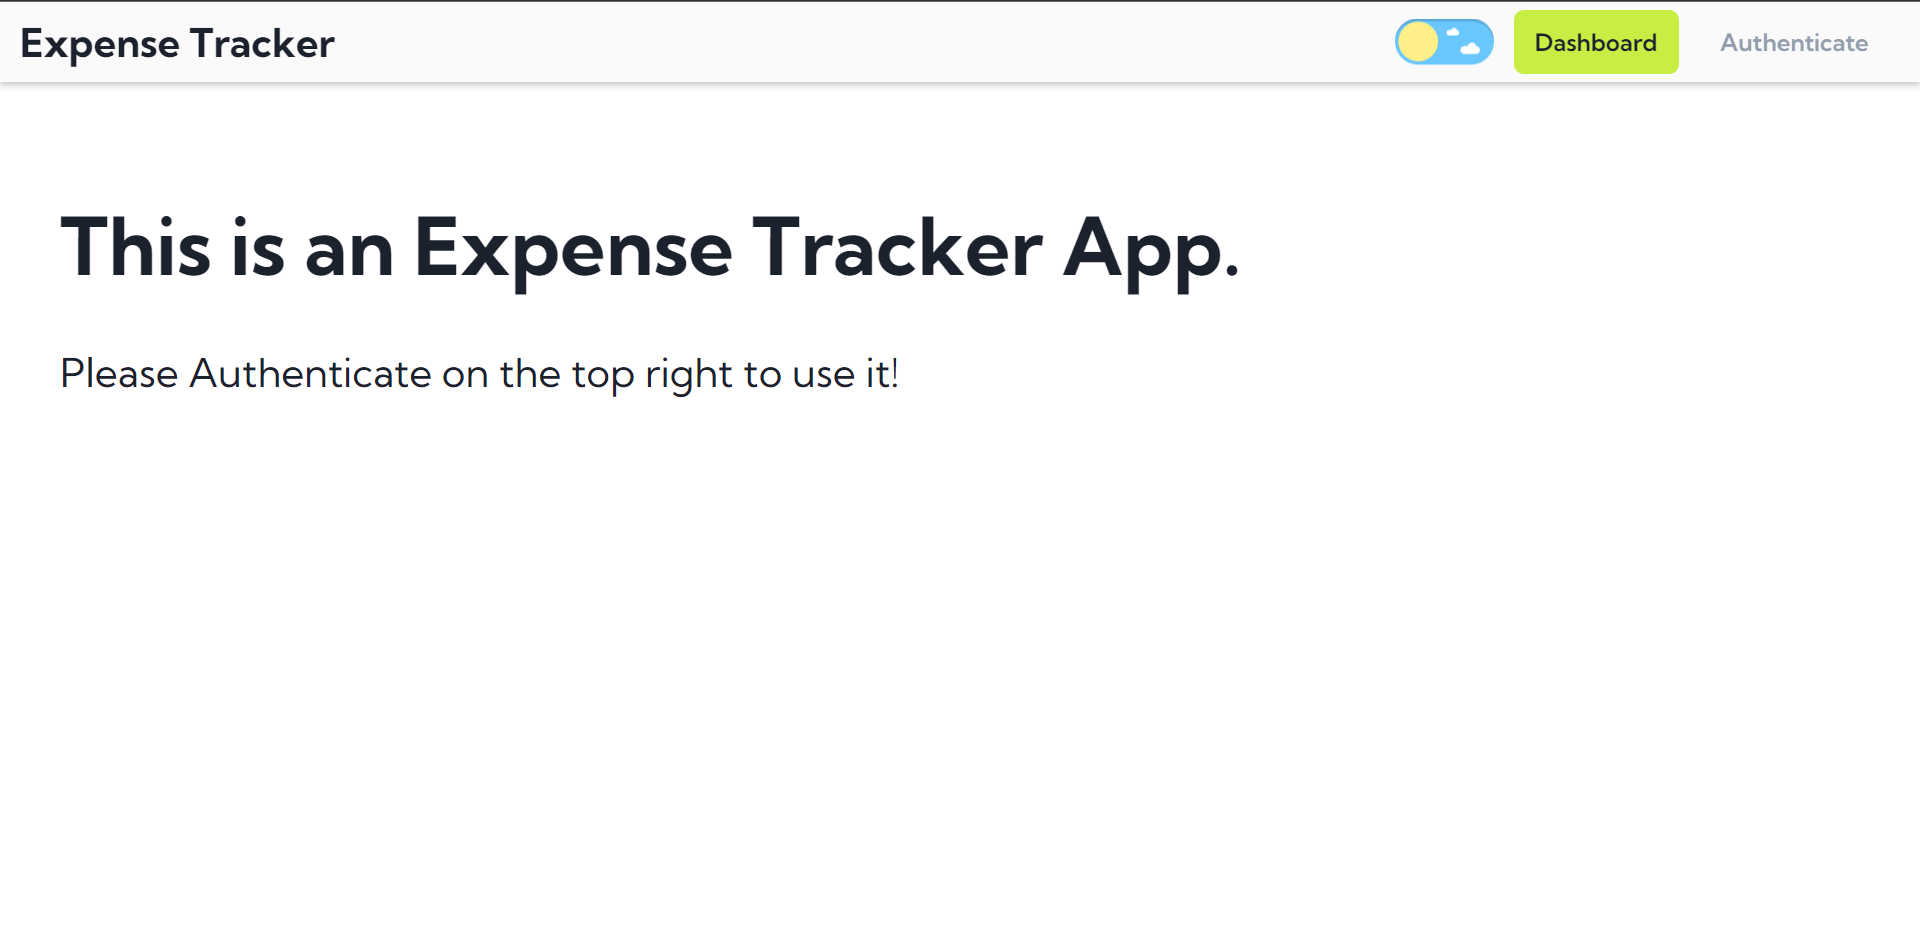 Expense Tracker
Dashboard
Authenticate
This is an Expense Tracker App.
Please Authenticate on the top right to use it!